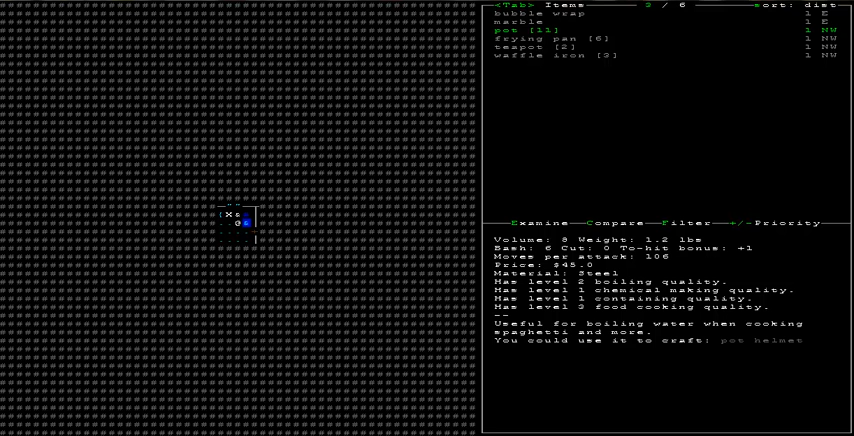 <Tab> Items 3 / 6 sort: dist
bubble wrap 1 E
marble 1 E
pot [11] 1 NW
frying pan [6] 1 NW
teapot [2] 1 NW
waffle iron [3] 1 NW
Examine Compare Filter +/-Priority
Volume: 8 Weight: 1.2 lbs
Bash: 6 Cut: 0 To-hit bonus: +1
Moves per attack: 106
Price: $45.0
Material: Steel
Has level 2 boiling quality.
Has level 1 chemical making quality.
Has level 1 containing quality.
Has level 3 food cooking quality.
--
Useful for boiling water when cooking
spaghetti and more.
You could use it to craft: pot helmet